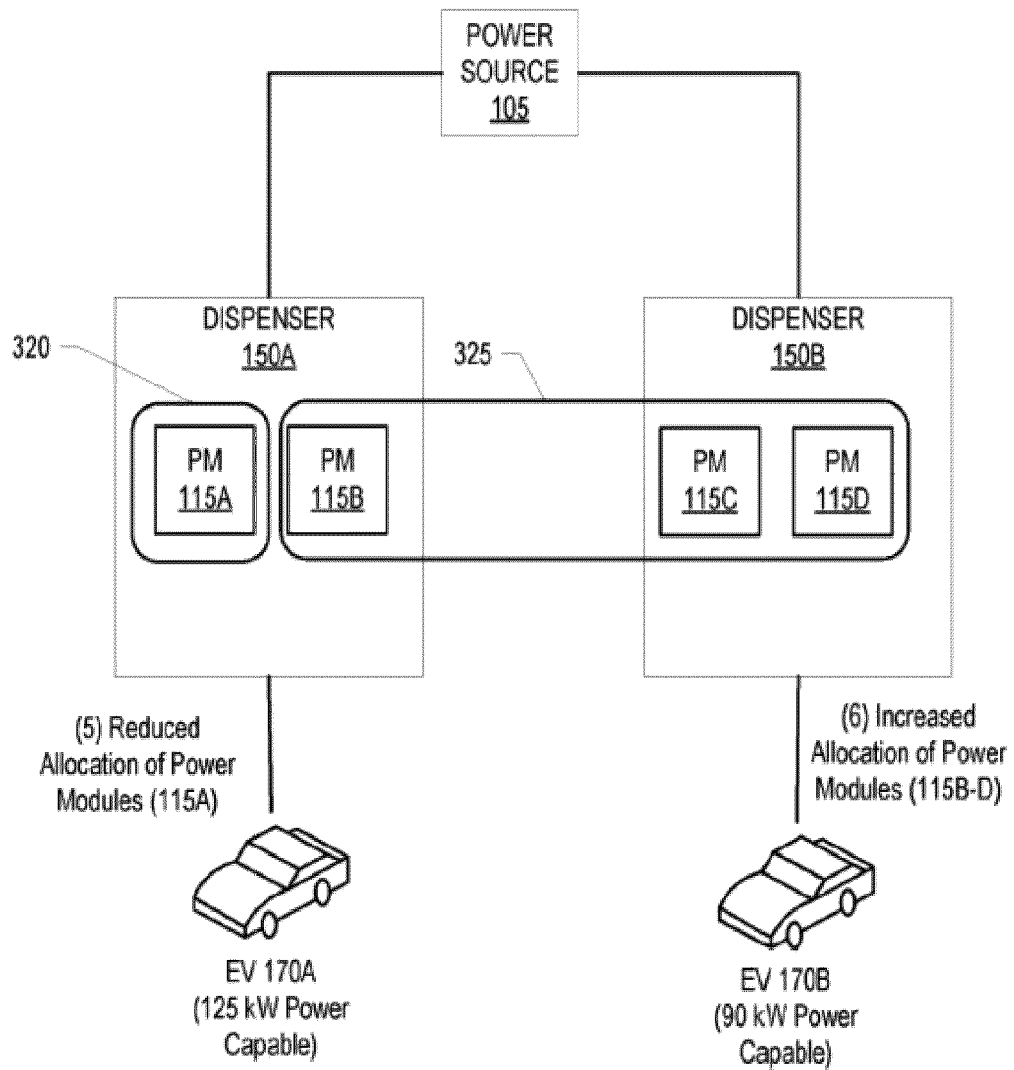 POWER
SOURCE
105
DISPENSER
150A
DISPENSER
150B
320
325
PM
115A
PM
115B
PM
115C
PM
115D
(5) Reduced
Allocation of Power
Modules (115A)
(6) Increased
Allocation of Power
Modules (115B-D)
EV 170A
(125 kW Power
Capable)
EV 170B
(90 kW Power
Capable)